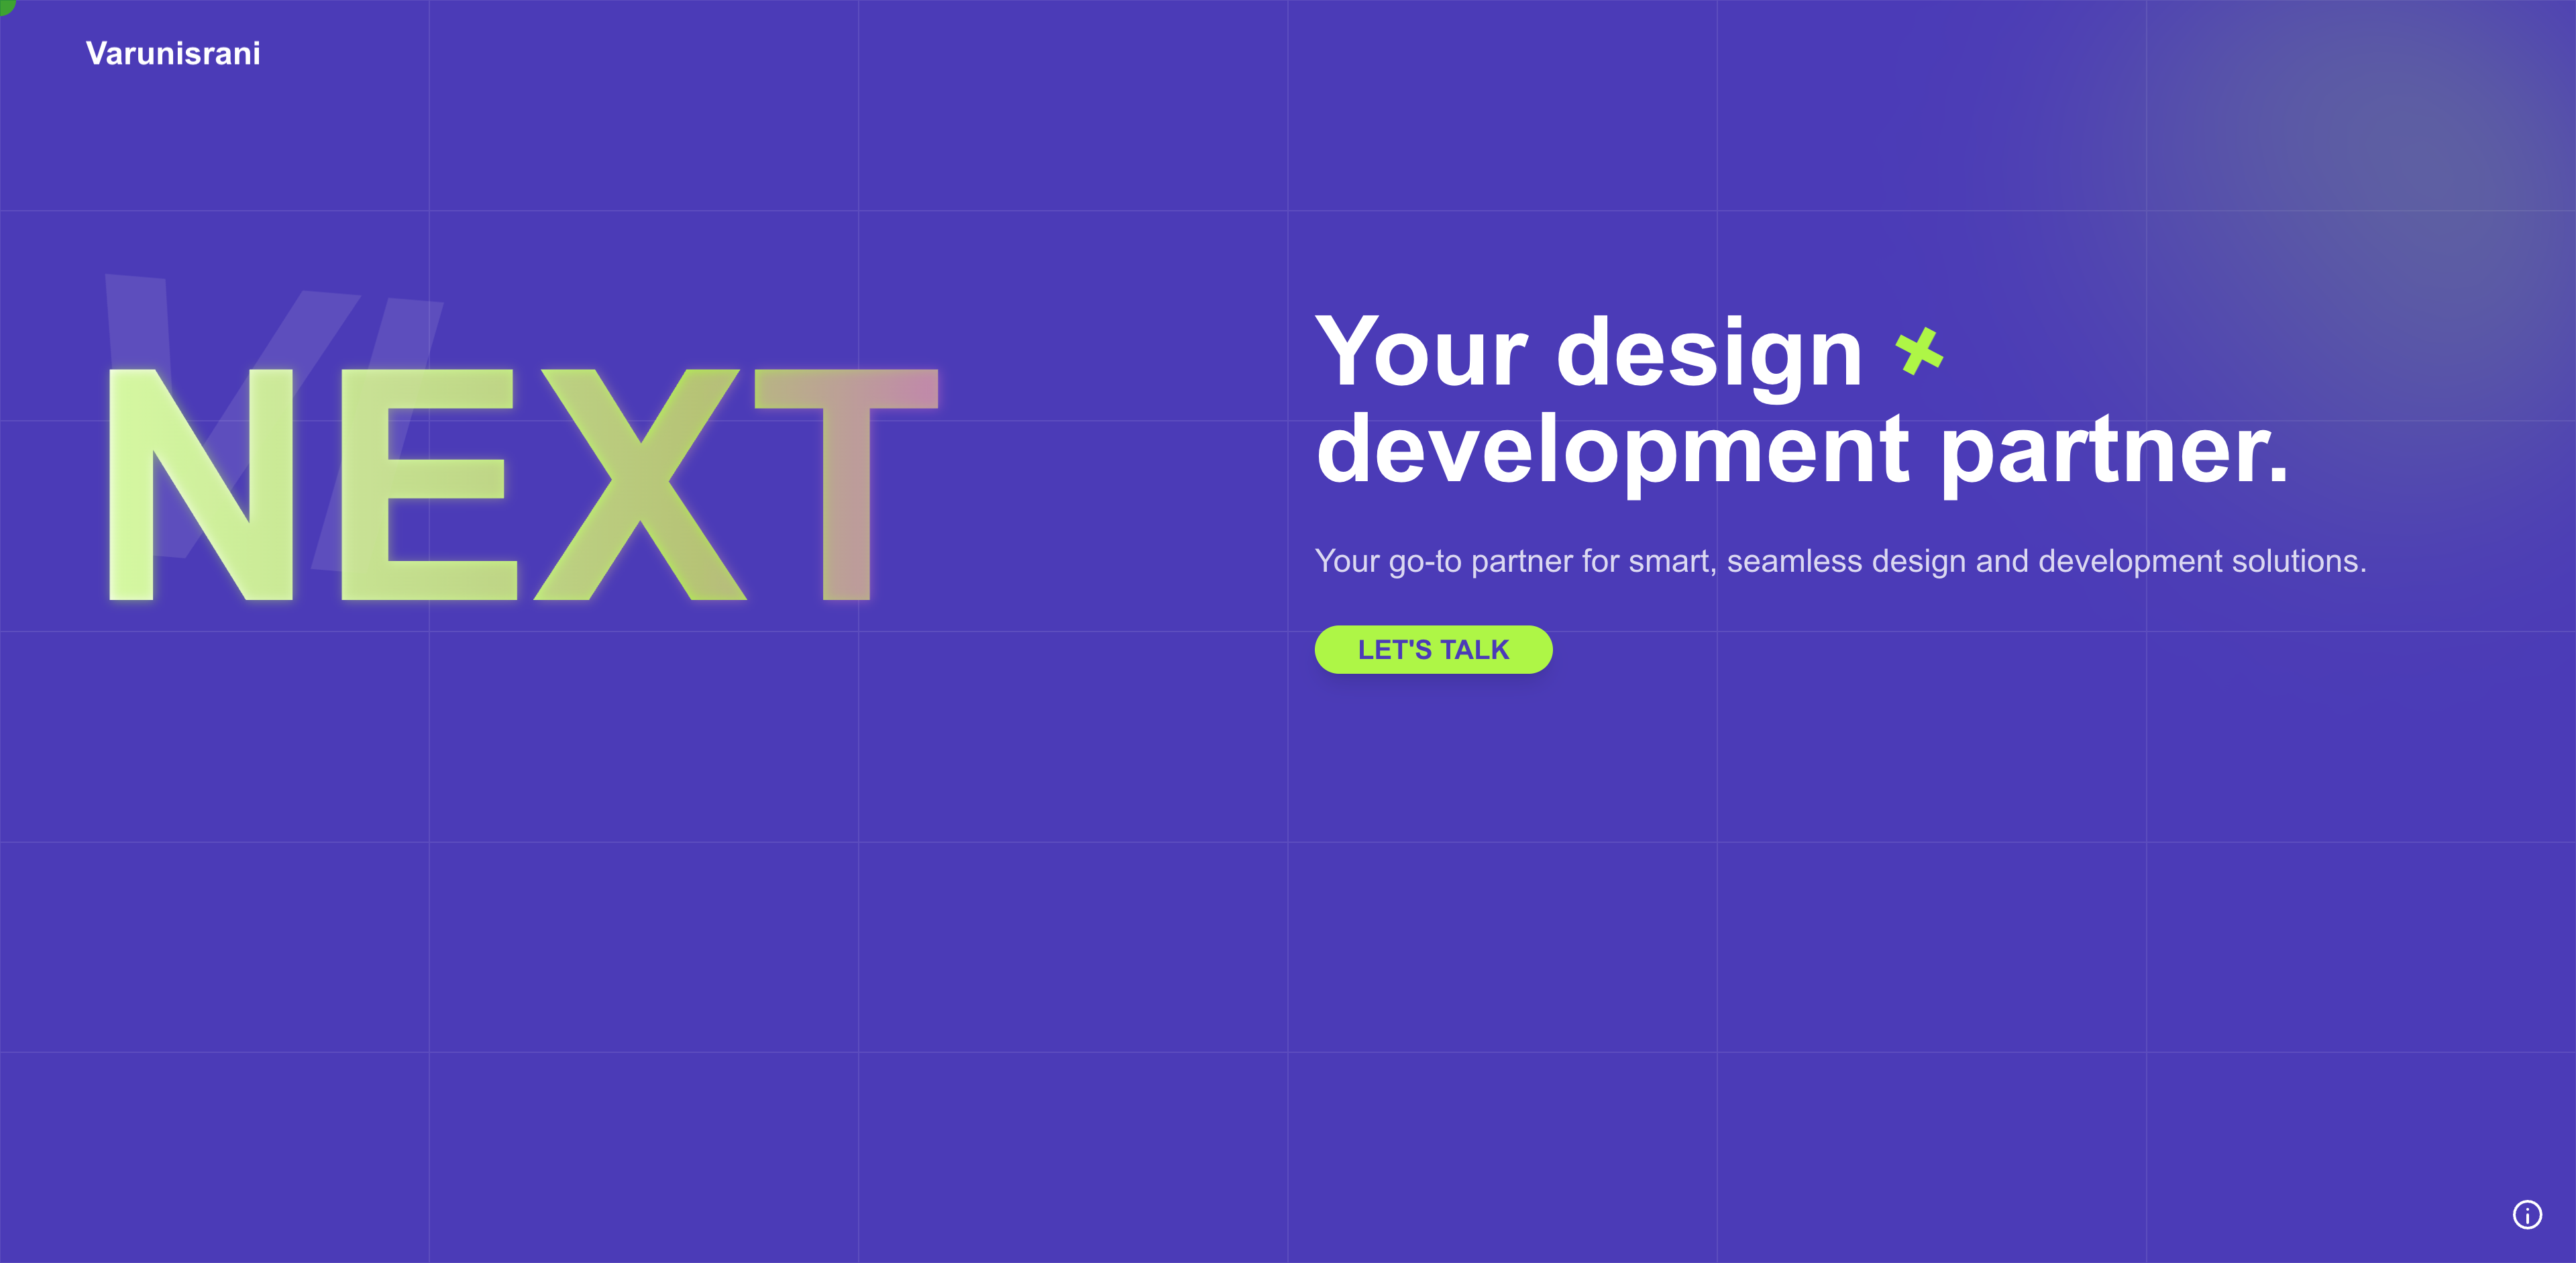 Varunisrani
VI
NEXT
Your design +
development partner.
Your go-to partner for smart, seamless design and development solutions.
LET'S TALK